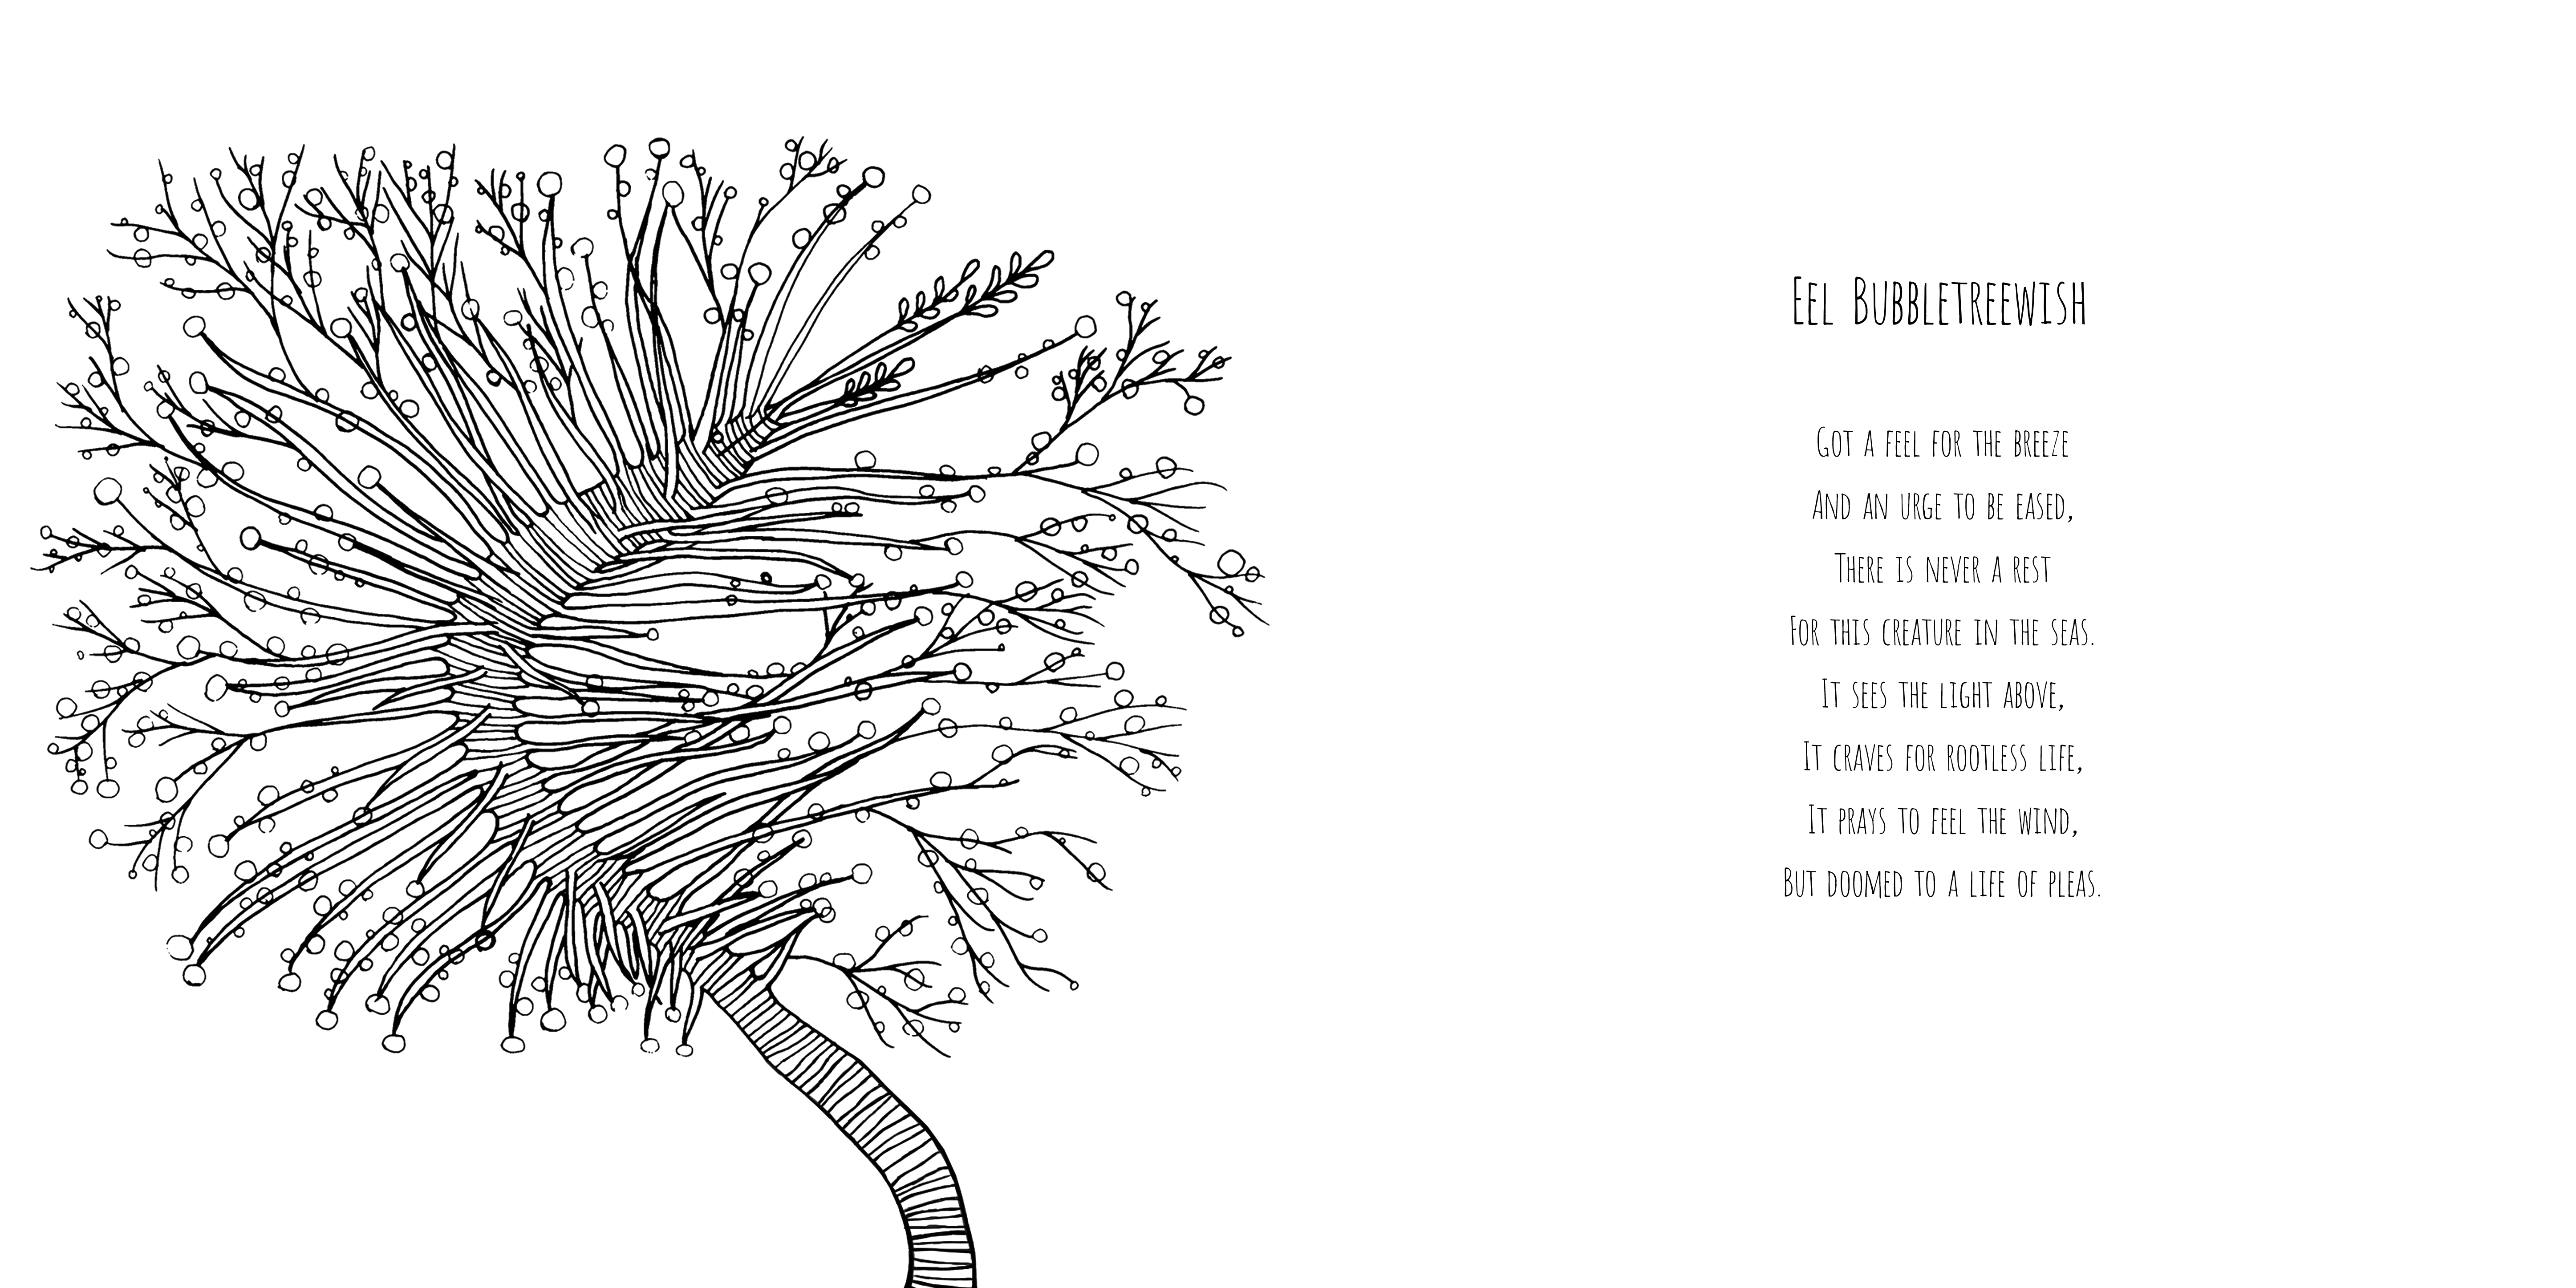 Eel Bubbletreewish
Got a feel for the breeze
And an urge to be eased,
There is never a rest
For this creature in the seas.
It sees the light above,
It craves for rootless life,
It prays to feel the wind,
But doomed to a life of pleas.